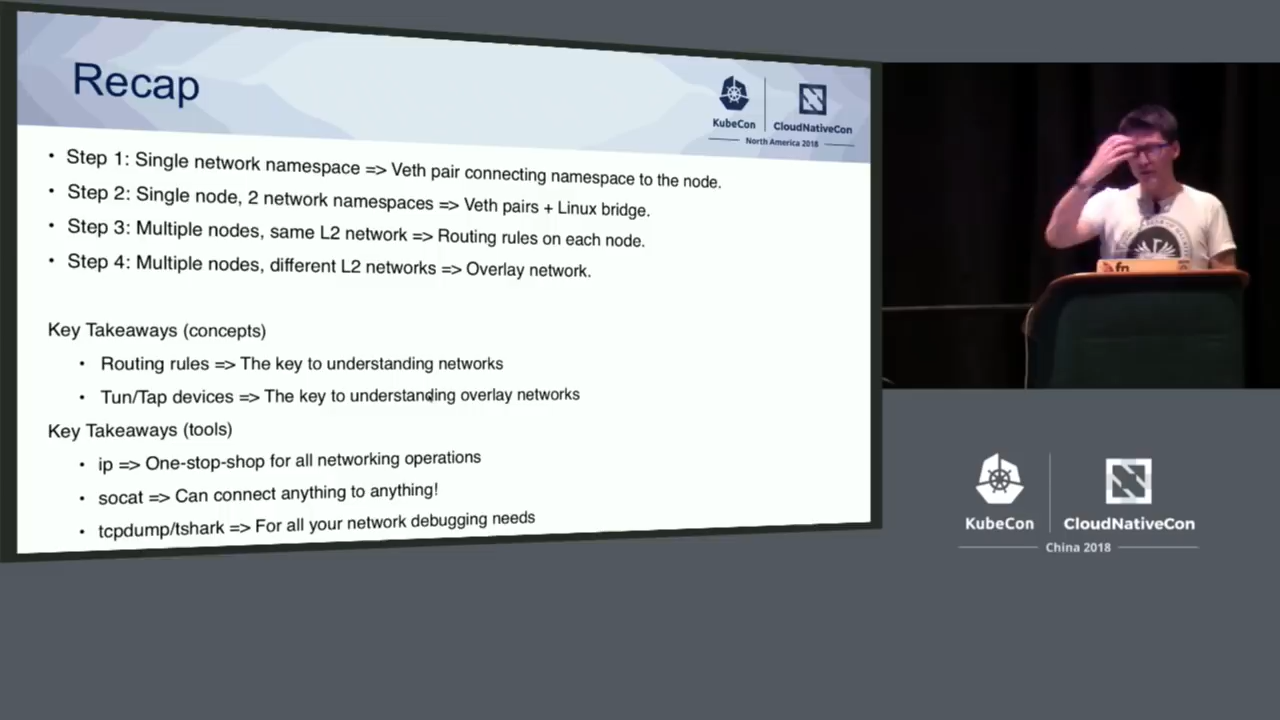 Recap
KubeCon
CloudNativeCon
North America 2018
• Step 1: Single network namespace => Veth pair connecting namespace to the node.
• Step 2: Single node, 2 network namespaces => Veth pairs + Linux bridge.
• Step 3: Multiple nodes, same L2 network => Routing rules on each node.
• Step 4: Multiple nodes, different L2 networks => Overlay network.
Key Takeaways (concepts)
• Routing rules => The key to understanding networks
• Tun/Tap devices => The key to understanding overlay networks
Key Takeaways (tools)
• ip => One-stop-shop for all networking operations
• socat => Can connect anything to anything!
• tcpdump/tshark => For all your network debugging needs
fn
KubeCon
CloudNativeCon
China 2018